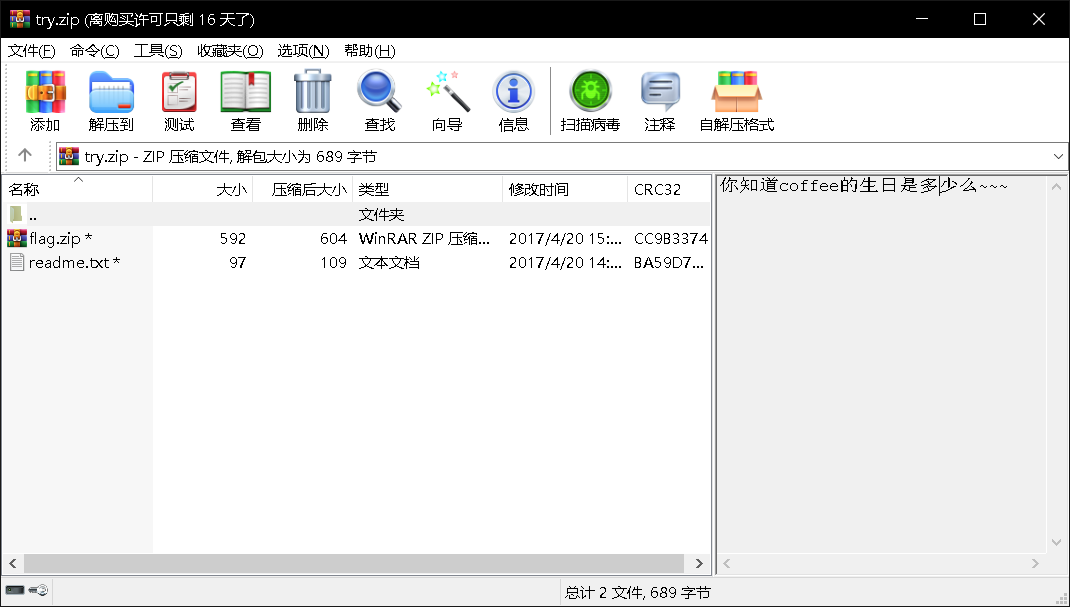 try.zip (离购买许可只剩 16 天了)
文件(F) 命令(C) 工具(S) 收藏夹(O) 选项(N) 帮助(H)
添加 解压到 测试 查看 删除 查找 向导 信息 扫描病毒 注释 自解压格式
try.zip - ZIP 压缩文件, 解包大小为 689 字节
名称 大小 压缩后大小 类型 修改时间 CRC32
.. 文件夹
flag.zip * 592 604 WinRAR ZIP 压缩... 2017/4/20 15:... CC9B3374
readme.txt * 97 109 文本文档 2017/4/20 14:... BA59D7...
你知道coffee的生日是多少么~~~
总计 2 文件, 689 字节